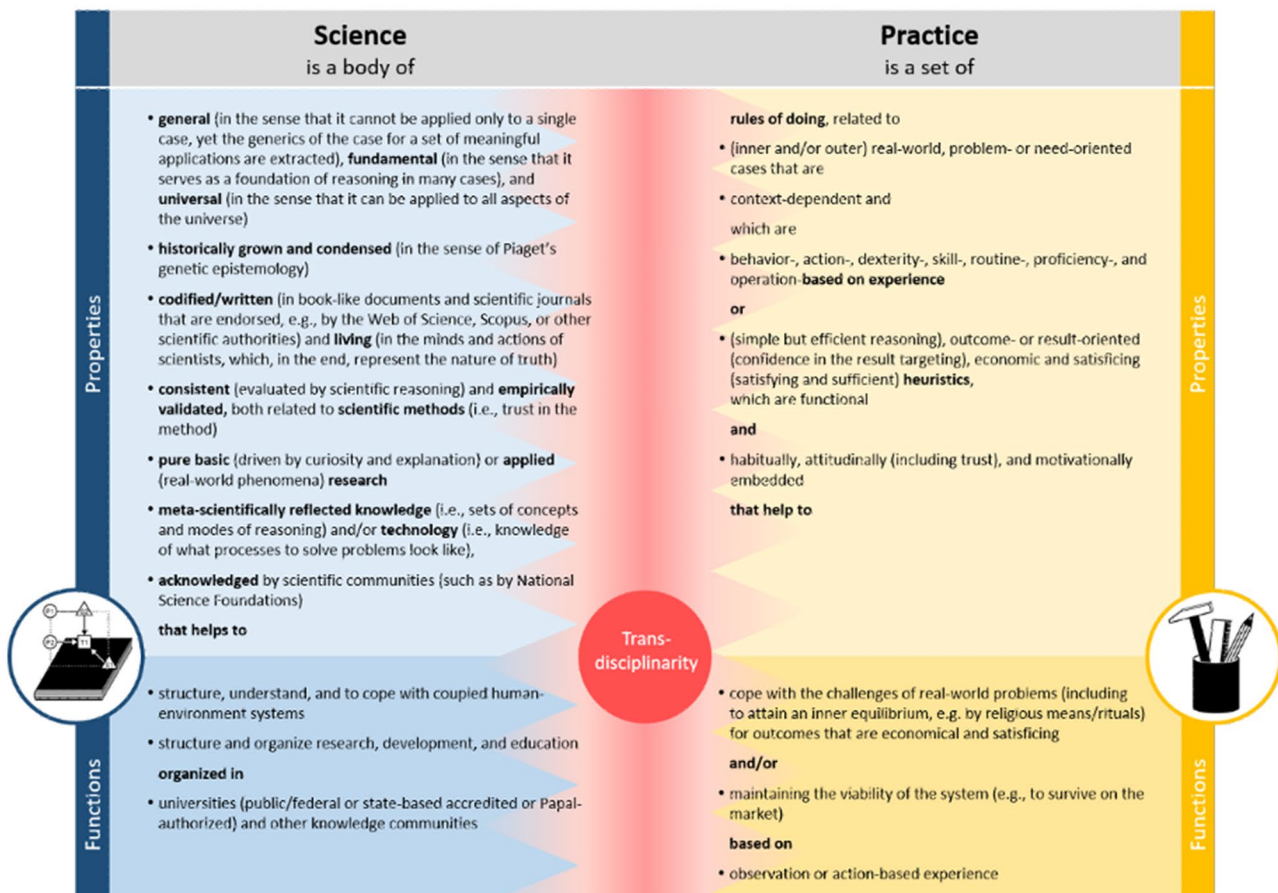 Science
is a body of
Practice
is a set of
Properties
• general (in the sense that it cannot be applied only to a single
case, yet the generics of the case for a set of meaningful
applications are extracted), fundamental (in the sense that it
serves as a foundation of reasoning in many cases), and
universal (in the sense that it can be applied to all aspects of
the universe)
• historically grown and condensed (in the sense of Piaget's
genetic epistemology)
• codified/written (in book-like documents and scientific journals
that are endorsed, e.g., by the Web of Science, Scopus, or other
scientific authorities) and living (in the minds and actions of
scientists, which, in the end, represent the nature of truth)
• consistent (evaluated by scientific reasoning) and empirically
validated, both related to scientific methods (i.e., trust in the
method)
• pure basic (driven by curiosity and explanation) or applied
(real-world phenomena) research
• meta-scientifically reflected knowledge (i.e., sets of concepts
and modes of reasoning) and/or technology (i.e., knowledge
of what processes to solve problems look like),
• acknowledged by scientific communities (such as by National
Science Foundations)
that helps to
rules of doing, related to
• (inner and/or outer) real-world, problem- or need-oriented
cases that are
• context-dependent and
which are
• behavior-, action-, dexterity-, skill-, routine-, proficiency-, and
operation-based on experience
or
• (simple but efficient reasoning), outcome- or result-oriented
(confidence in the result targeting), economic and satisficing
(satisfying and sufficient) heuristics,
which are functional
and
• habitually, attitudinally (including trust), and motivationally
embedded
that help to
Properties
P1
P2
T1
Trans-
disciplinarity
Functions
• structure, understand, and to cope with coupled human-
environment systems
• structure and organize research, development, and education
organized in
• universities (public/federal or state-based accredited or Papal-
authorized) and other knowledge communities
• cope with the challenges of real-world problems (including
to attain an inner equilibrium, e.g. by religious means/rituals)
for outcomes that are economical and satisficing
and/or
• maintaining the viability of the system (e.g., to survive on the
market)
based on
• observation or action-based experience
Functions